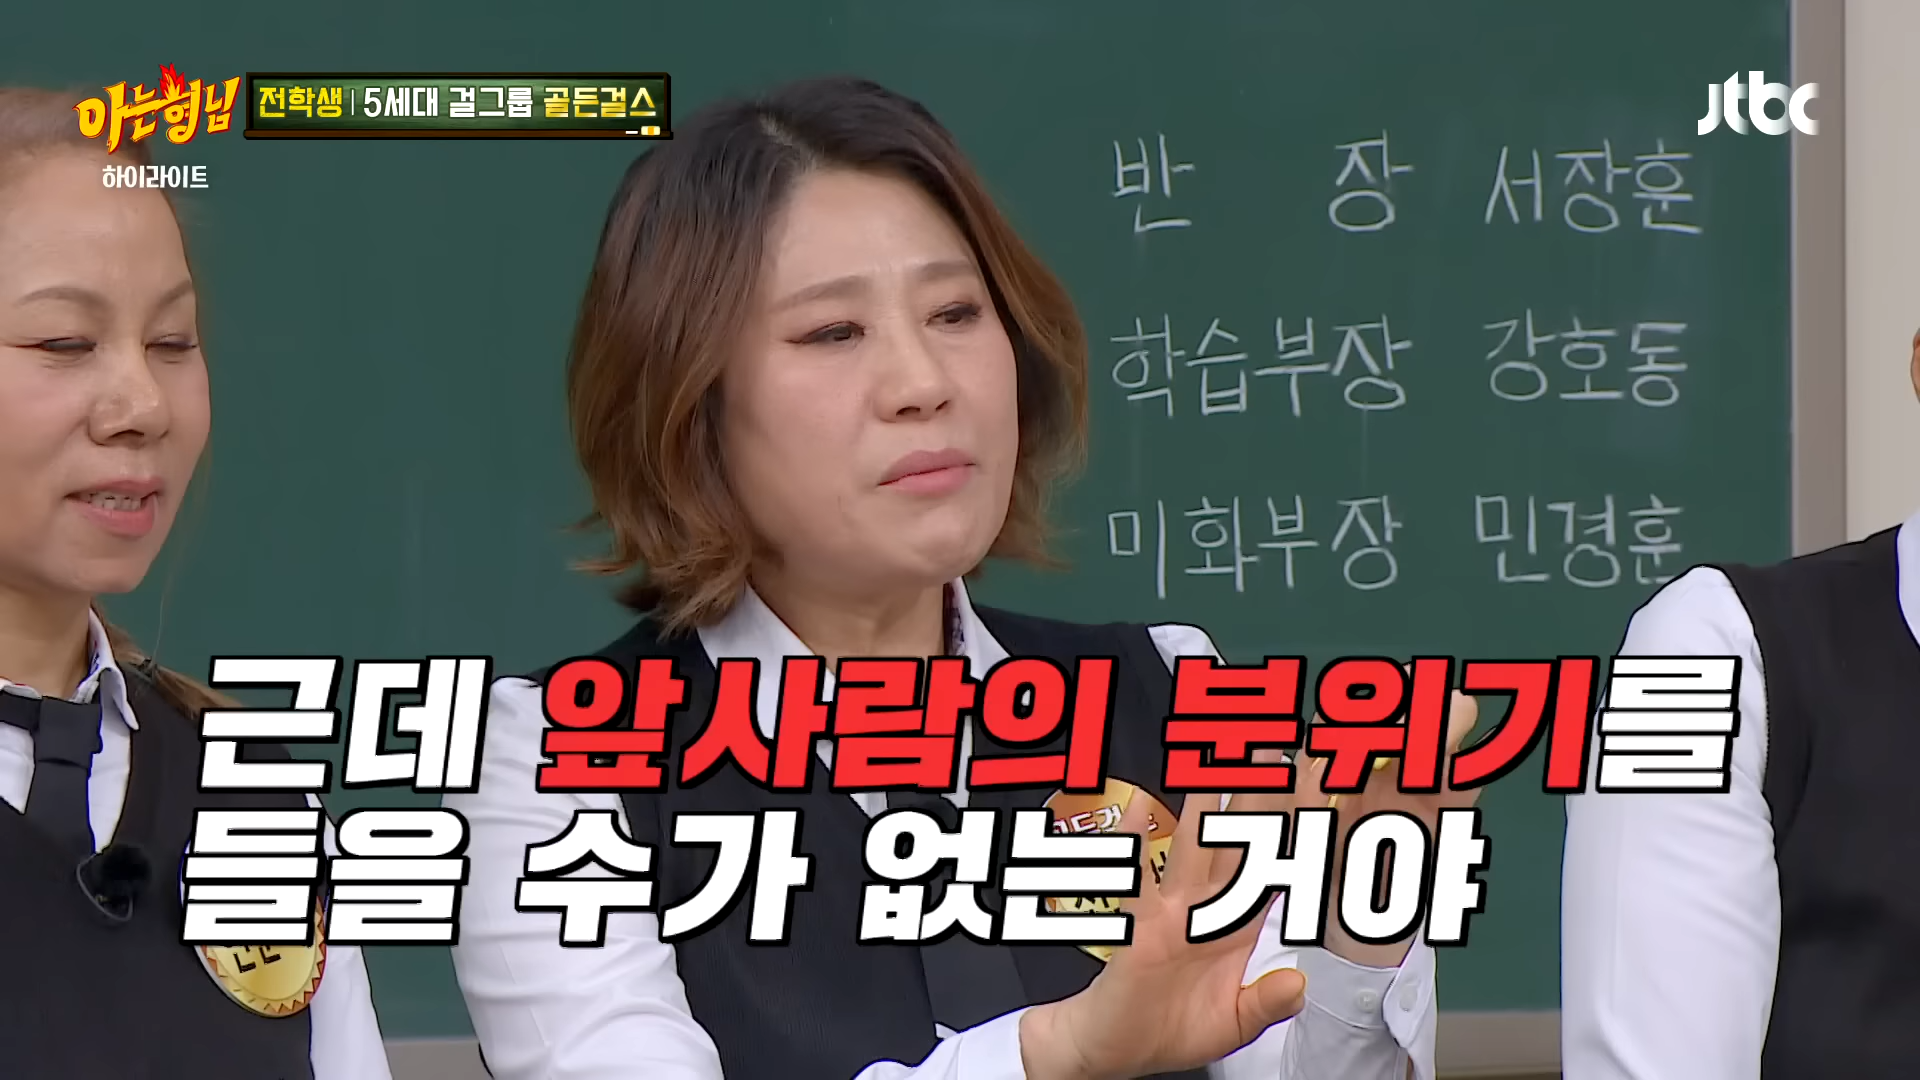 아는형님
전학생 | 5세대 걸그룹 골든걸스
하이라이트
jtbc
반 장 서장훈
학습부장 강호동
미화부장 민경훈
근데 앞사람의 분위기를
들을 수가 없는 거야